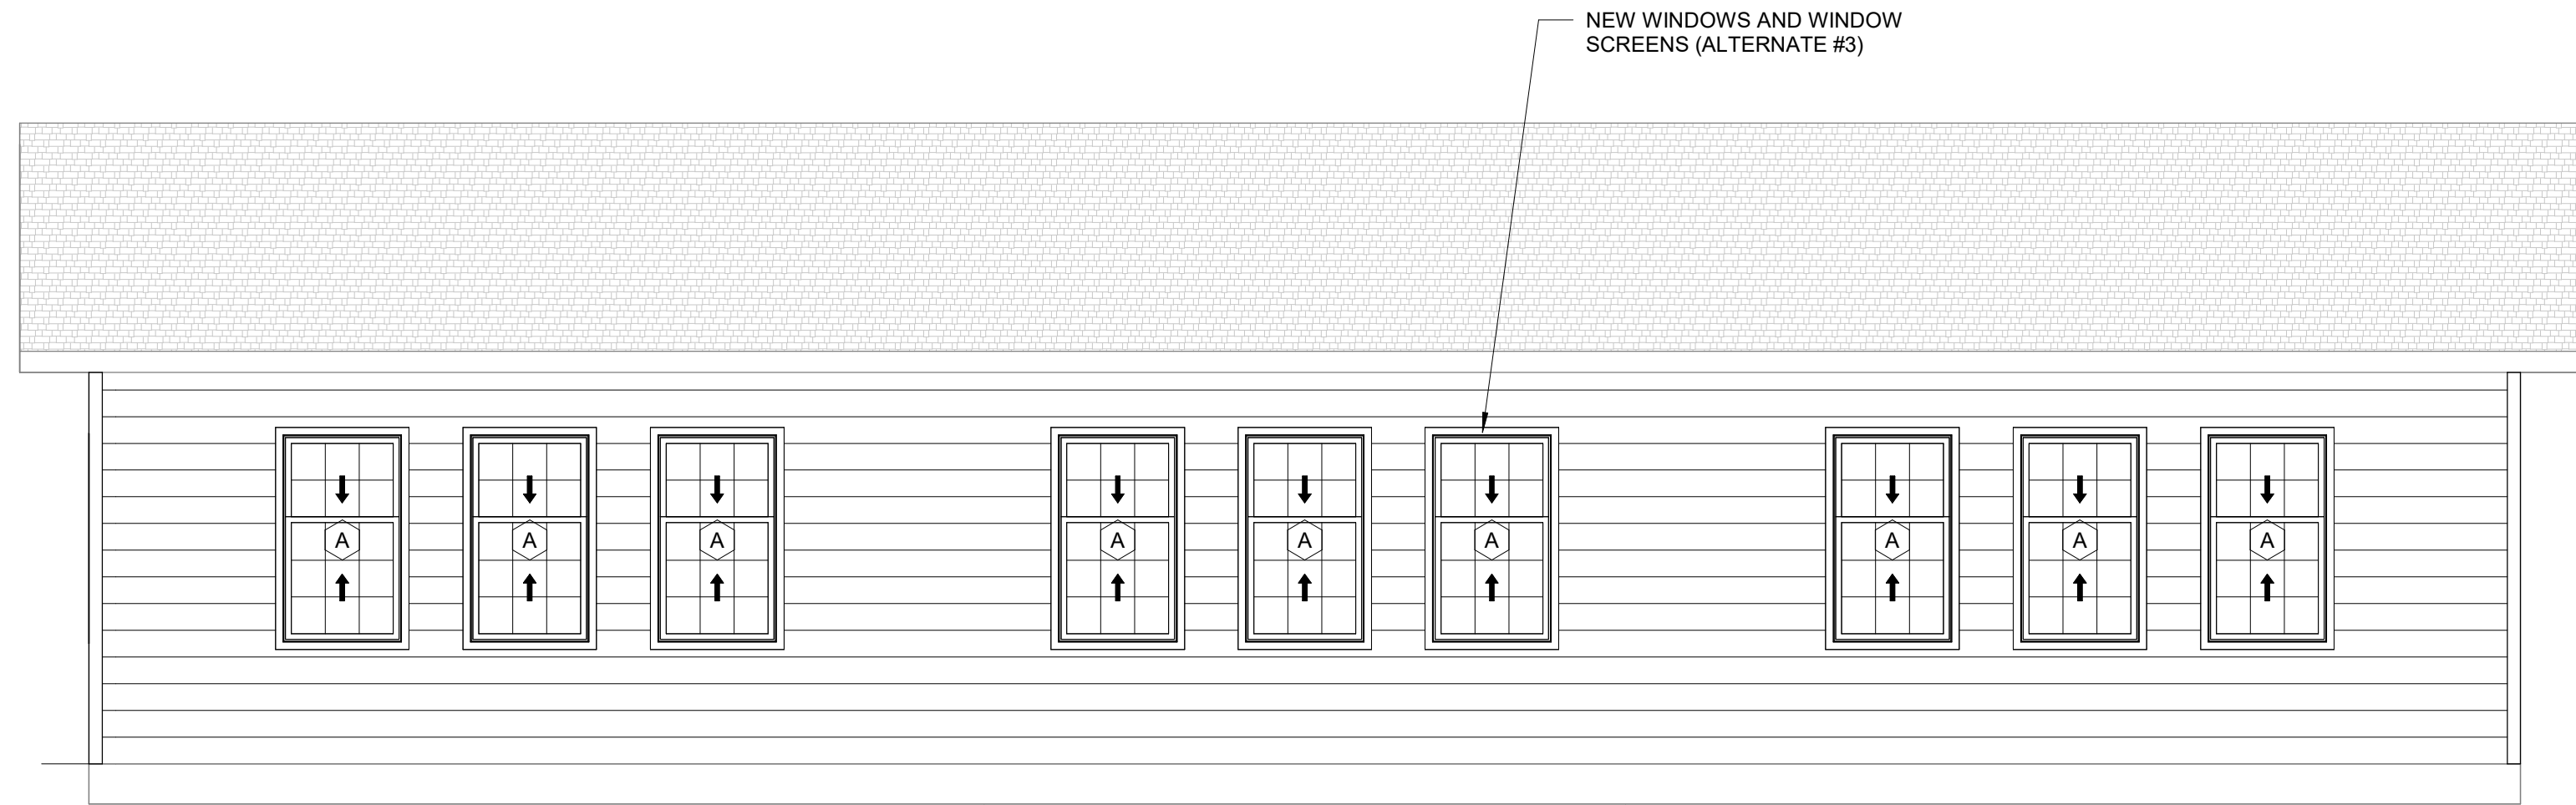 NEW WINDOWS AND WINDOW
SCREENS (ALTERNATE #3)
A A A A A A A A A